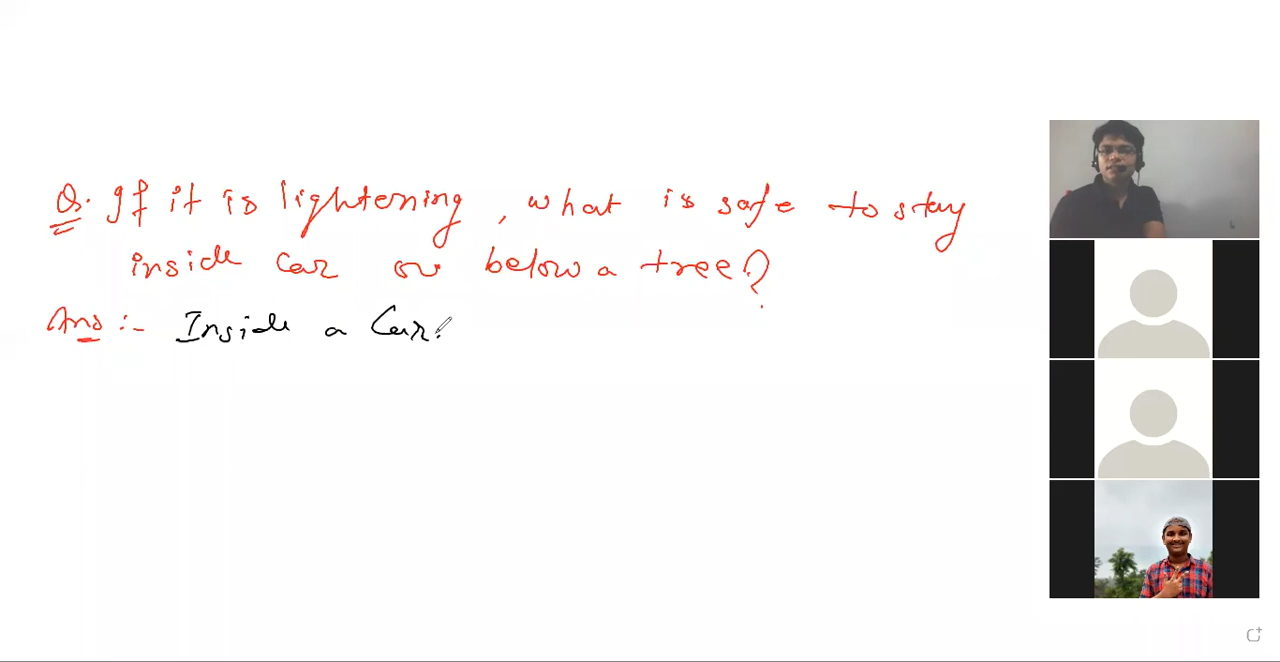 Q. If it is lightening, what is safe to stay
inside car or below a tree?
Ans :- Inside a Car.